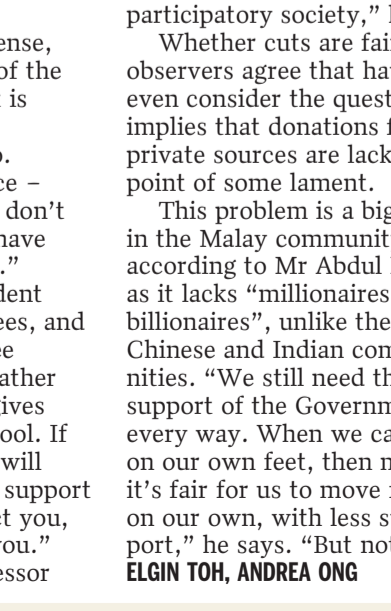 ense,
of the
is
o.
ce –
don't
have
."
dent
ees, and
ee
ather
gives
ool. If
will
support
ct you,
you."
essor
participatory society,"
Whether cuts are fai
observers agree that ha
even consider the quest
implies that donations f
private sources are lack
point of some lament.
This problem is a big
in the Malay communit
according to Mr Abdul
as it lacks "millionaires
billionaires", unlike the
Chinese and Indian com
nities. "We still need th
support of the Governm
every way. When we ca
on our own feet, then m
it's fair for us to move
on our own, with less s
port," he says. "But not
ELGIN TOH, ANDREA ONG